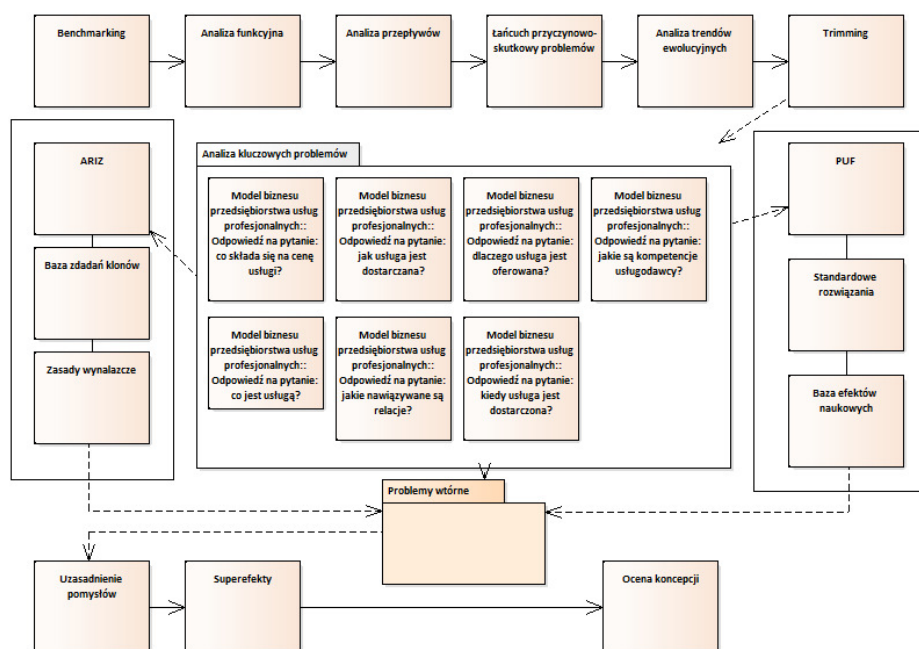 Benchmarking
Analiza funkcyjna
Analiza przepływów
Łańcuch przyczynowo-
skutkowy problemów
Analiza trendów
ewolucyjnych
Trimming
ARIZ
Baza zdadań klonów
Zasady wynalazcze
Analiza kluczowych problemów
Model biznesu
przedsiębiorstwa usług
profesjonalnych::
Odpowiedź na pytanie:
co składa się na cenę
usługi?
Model biznesu
przedsiębiorstwa usług
profesjonalnych::
Odpowiedź na pytanie:
jak usługa jest
dostarczana?
Model biznesu
przedsiębiorstwa usług
profesjonalnych::
Odpowiedź na pytanie:
dlaczego usługa jest
oferowana?
Model biznesu
przedsiębiorstwa usług
profesjonalnych::
Odpowiedź na pytanie:
jakie są kompetencje
usługodawcy?
Model biznesu
przedsiębiorstwa usług
profesjonalnych::
Odpowiedź na pytanie:
co jest usługą?
Model biznesu
przedsiębiorstwa usług
profesjonalnych::
Odpowiedź na pytanie:
jakie nawiązywane są
relacje?
Model biznesu
przedsiębiorstwa usług
profesjonalnych::
Odpowiedź na pytanie:
kiedy usługa jest
dostarczona?
PUF
Standardowe
rozwiązania
Baza efektów
naukowych
Problemy wtórne
Uzasadnienie
pomysłów
Superefekty
Ocena koncepcji